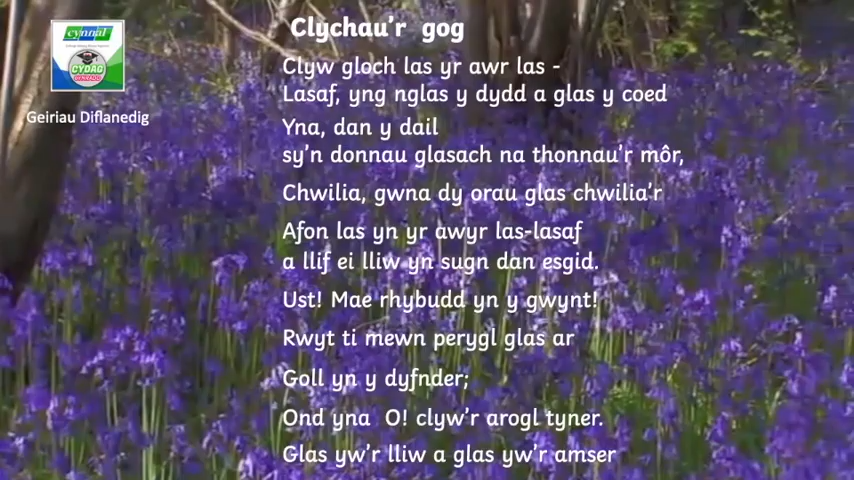 cynnal
CYDAG
Geiriau Diflanedig
Clychau'r gog
Clyw gloch las yr awr las -
Lasaf, yng nglas y dydd a glas y coed
Yna, dan y dail
sy'n donnau glasach na thonnau'r môr,
Chwilia, gwna dy orau glas chwilia'r
Afon las yn yr awyr las-lasaf
a llif ei lliw yn sugn dan esgid.
Ust! Mae rhybudd yn y gwynt!
Rwyt ti mewn perygl glas ar
Goll yn y dyfnder;
Ond yna O! clyw'r arogl tyner.
Glas yw'r lliw a glas yw'r amser